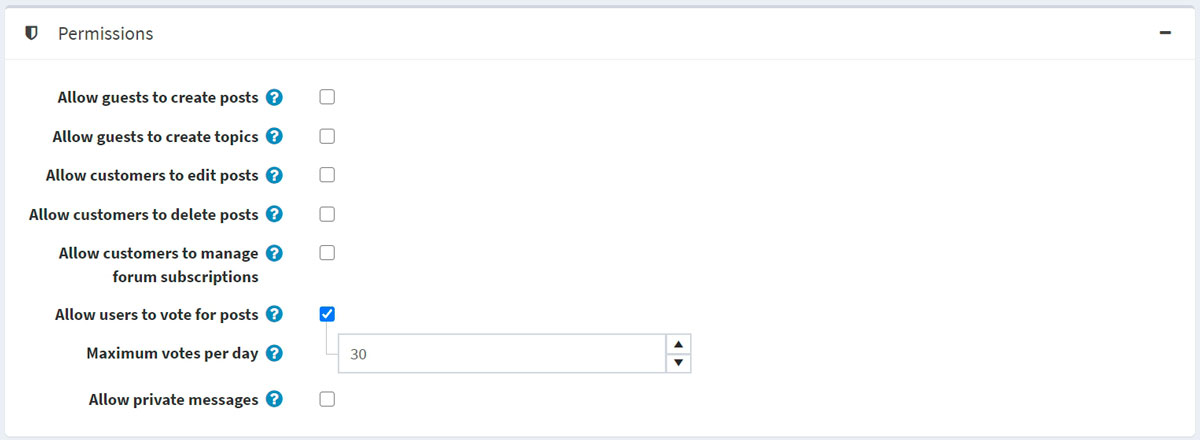 Permissions
Allow guests to create posts
Allow guests to create topics
Allow customers to edit posts
Allow customers to delete posts
Allow customers to manage
forum subscriptions
Allow users to vote for posts
Maximum votes per day 30
Allow private messages